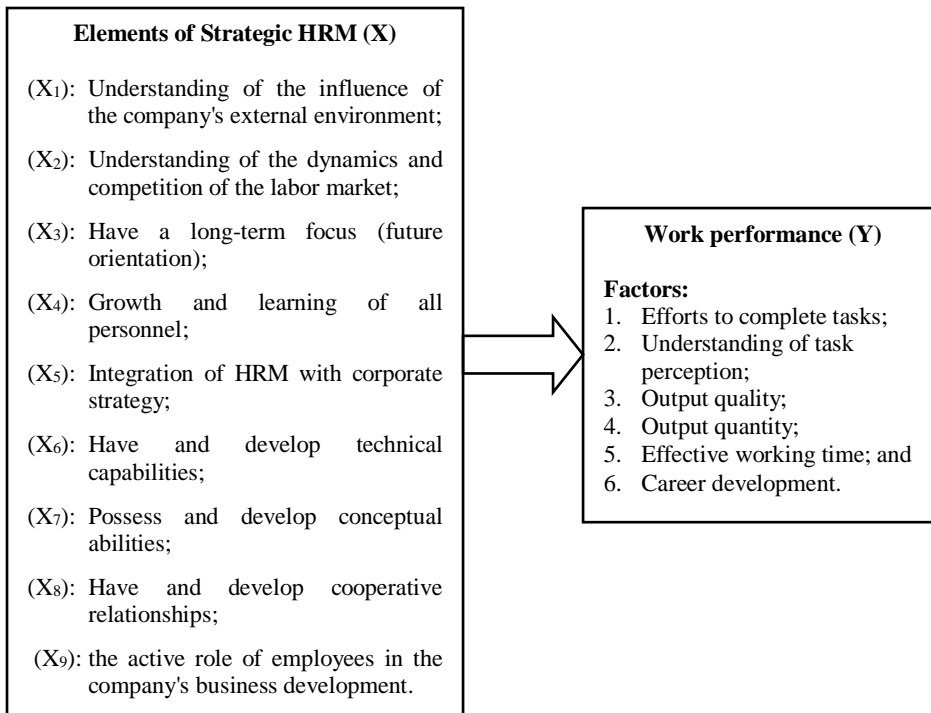 Elements of Strategic HRM (X)
(X1): Understanding of the influence of
the company's external environment;
(X2): Understanding of the dynamics and
competition of the labor market;
(X3): Have a long-term focus (future
orientation);
(X4): Growth and learning of all
personnel;
(X5): Integration of HRM with corporate
strategy;
(X6): Have and develop technical
capabilities;
(X7): Possess and develop conceptual
abilities;
(X8): Have and develop cooperative
relationships;
(X9): the active role of employees in the
company's business development.
Work performance (Y)
Factors:
1. Efforts to complete tasks;
2. Understanding of task
perception;
3. Output quality;
4. Output quantity;
5. Effective working time; and
6. Career development.